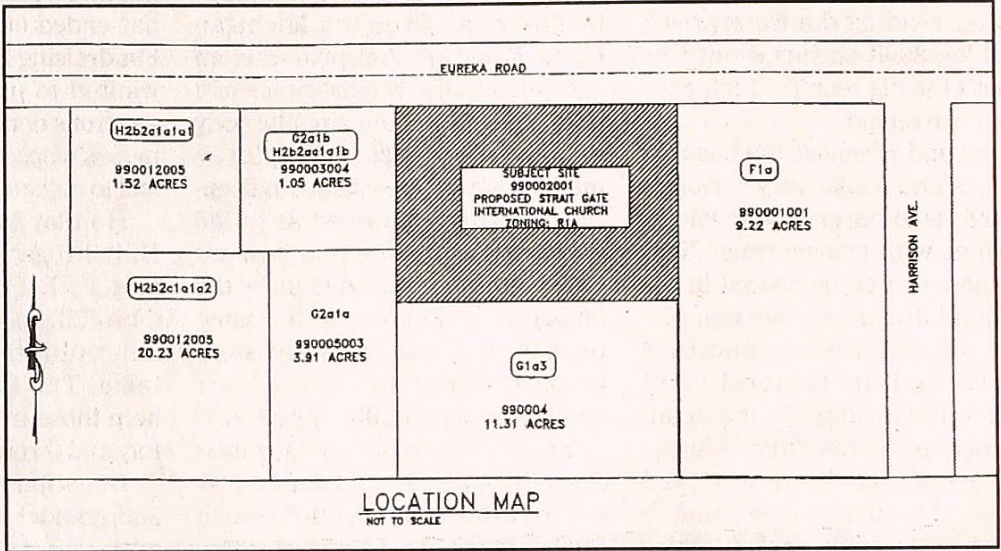 EUREKA ROAD
H2b2c1a1a1
990012005
1.52 ACRES
G2a1b
H2b2aa1a1b
990003004
1.05 ACRES
SUBJECT SITE
990002001
PROPOSED STRAIT GATE
INTERNATIONAL CHURCH
ZONING: R1A
F1a
990001001
9.22 ACRES
HARRISON AVE.
H2b2c1a1a2
990012005
20.23 ACRES
G2a1a
990005003
3.91 ACRES
G1a3
990004
11.31 ACRES
LOCATION MAP
NOT TO SCALE